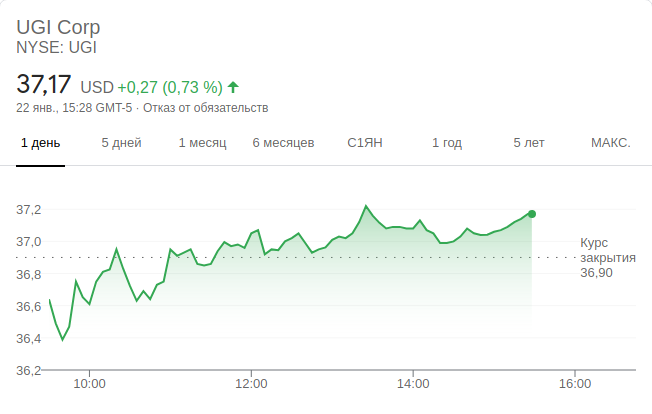 UGI Corp
NYSE: UGI
37,17 USD +0,27 (0,73 %)
22 янв., 15:28 GMT-5 · Отказ от обязательств
1 день 5 дней 1 месяц 6 месяцев С1ЯН 1 год 5 лет МАКС.
37,2
37,0
36,8
36,6
36,4
36,2
Курс
закрытия
36,90
10:00 12:00 14:00 16:00